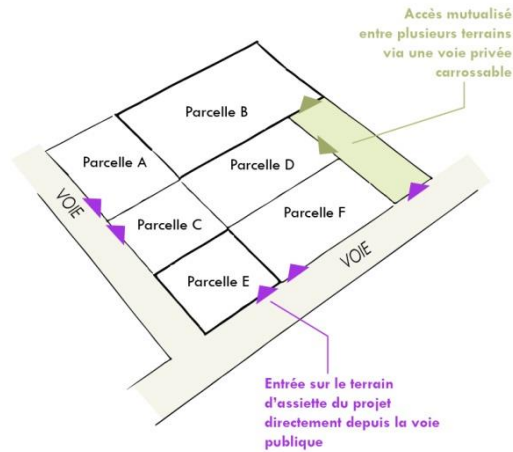 Accès mutualisé
entre plusieurs terrains
via une voie privée
carrossable
Parcelle B
Parcelle A
Parcelle D
VOIE
Parcelle C
Parcelle F
VOIE
Parcelle E
Entrée sur le terrain
d'assiette du projet
directement depuis la voie
publique